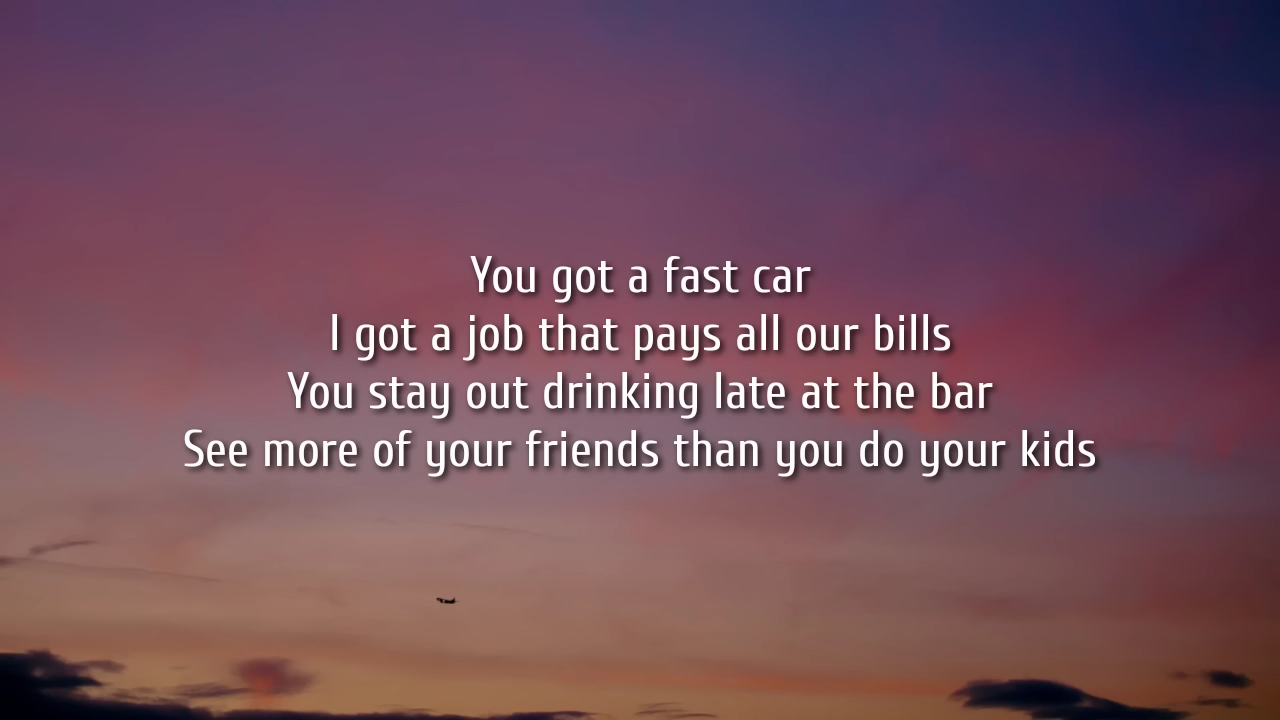 You got a fast car
I got a job that pays all our bills
You stay out drinking late at the bar
See more of your friends than you do your kids